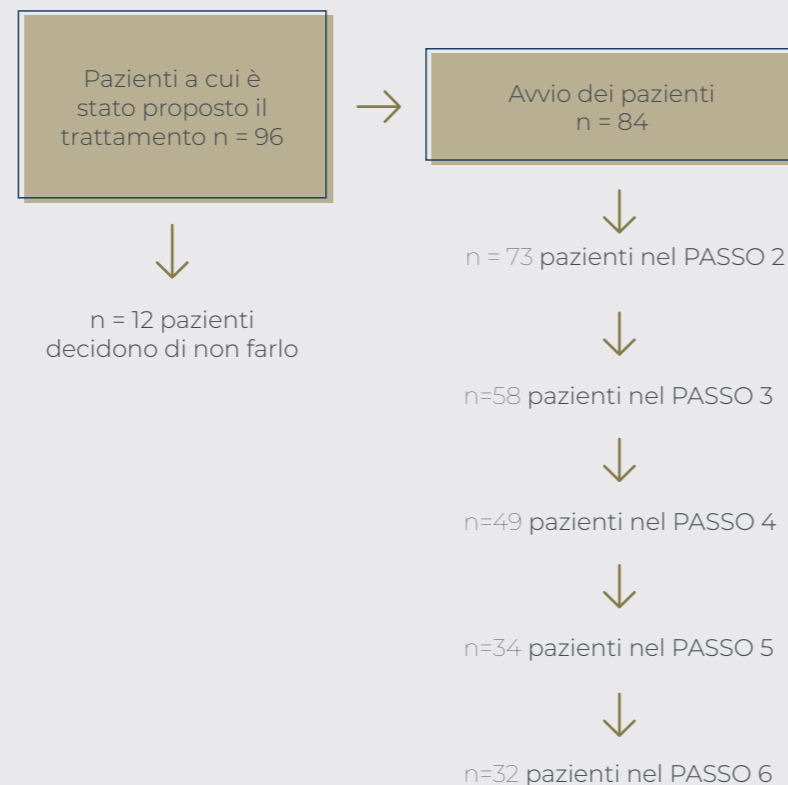 Pazienti a cui è
stato proposto il
trattamento n = 96
Avvio dei pazienti
n = 84
n = 12 pazienti
decidono di non farlo
n = 73 pazienti nel PASSO 2
n=58 pazienti nel PASSO 3
n=49 pazienti nel PASSO 4
n=34 pazienti nel PASSO 5
n=32 pazienti nel PASSO 6